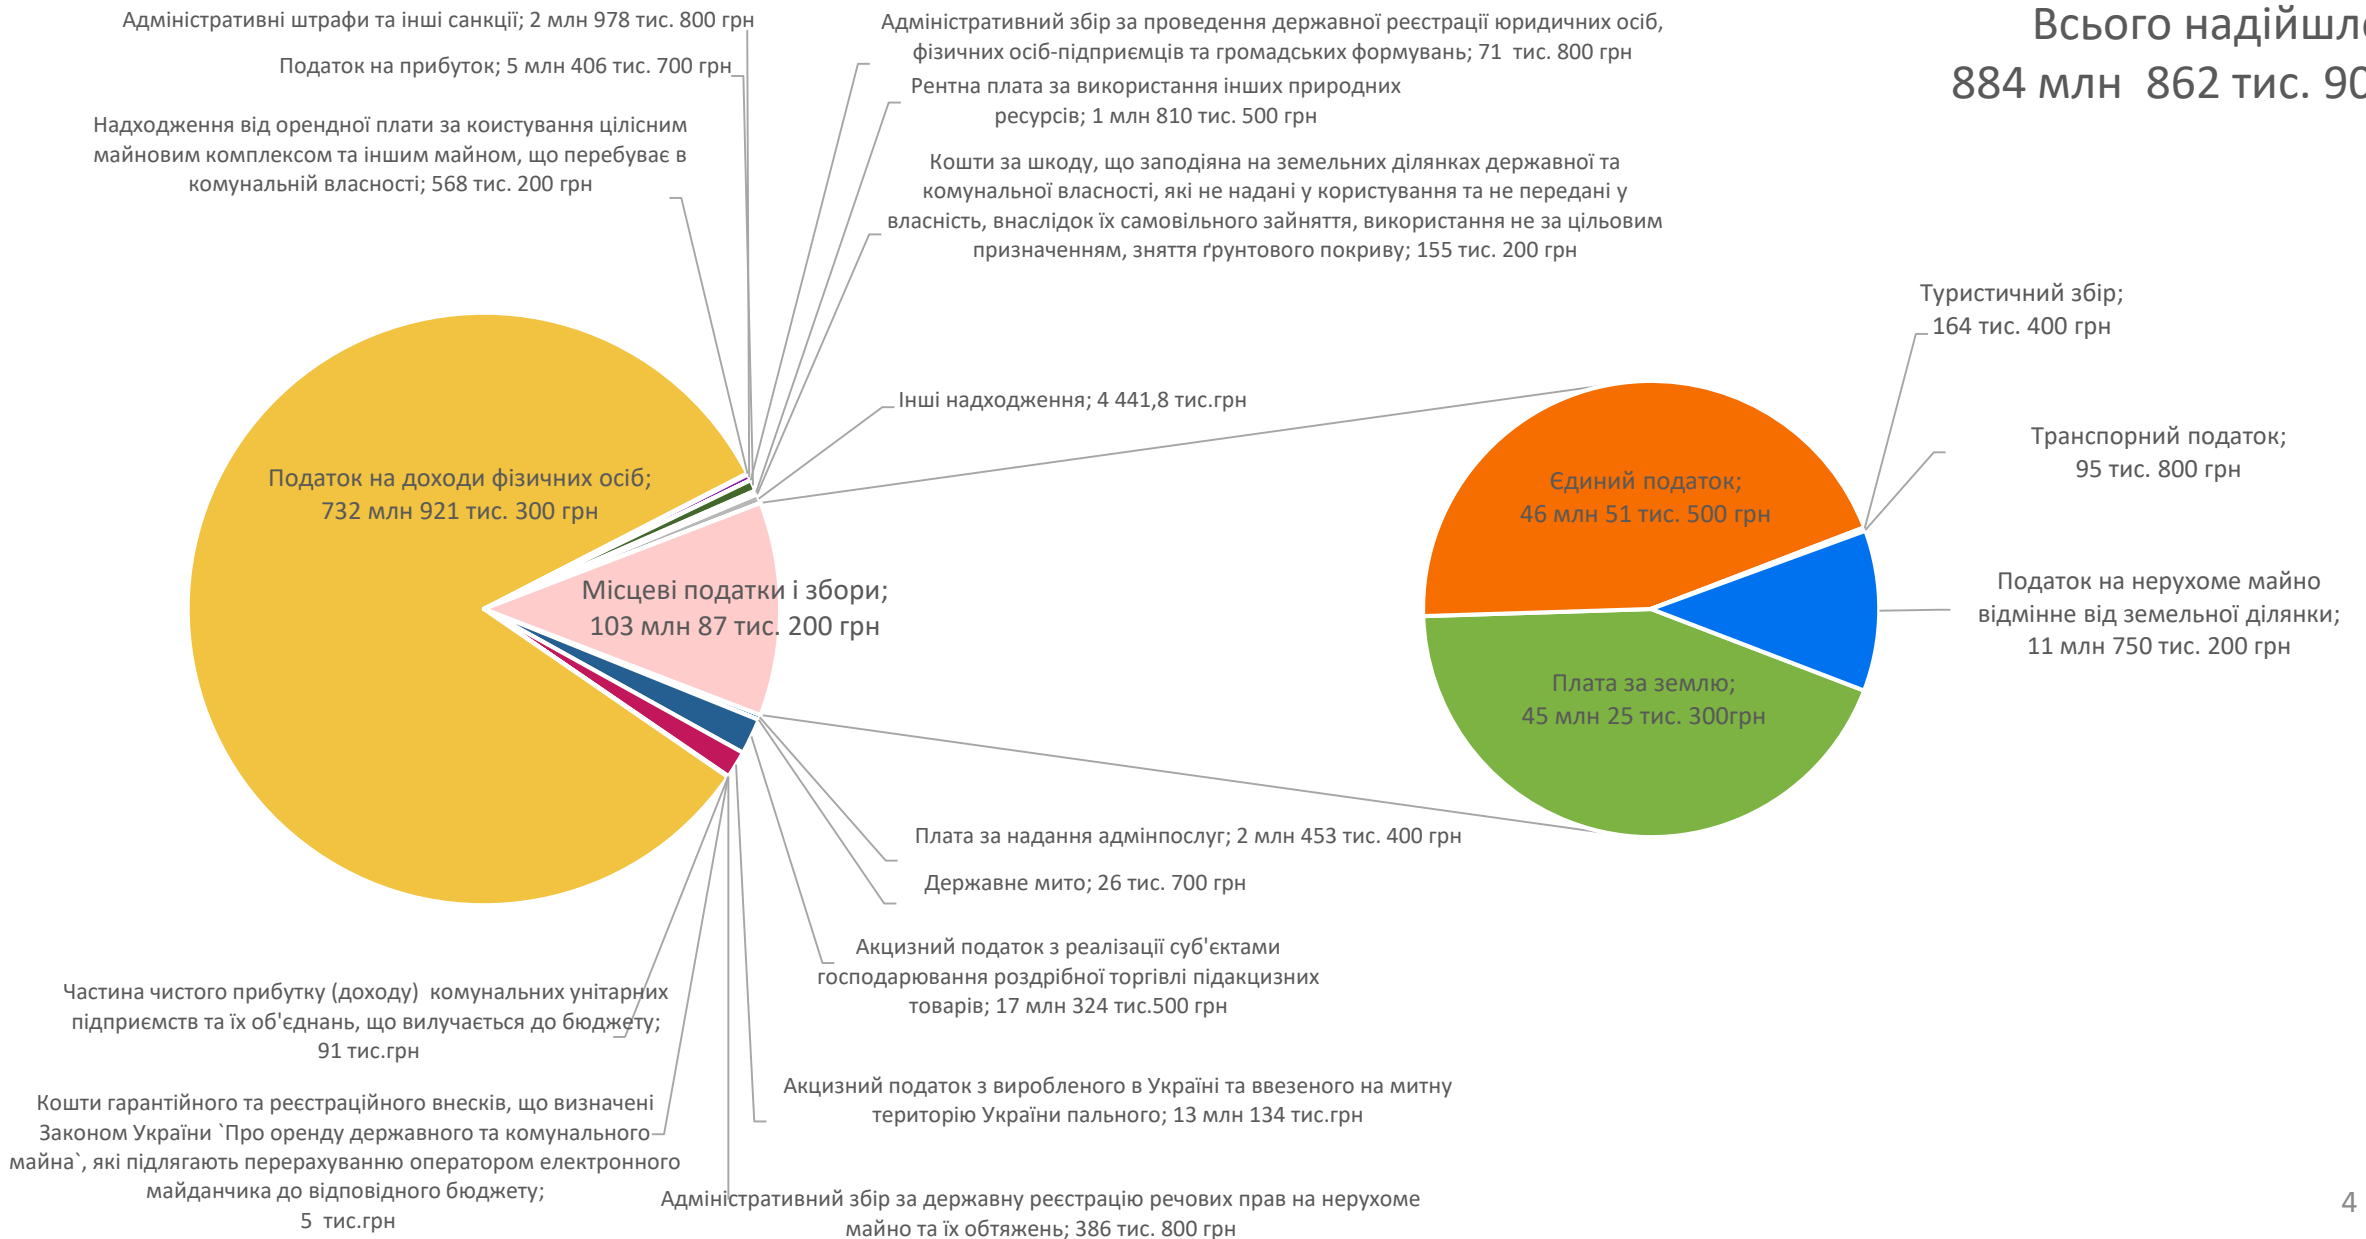 Всього надійшло
884 млн 862 тис. 90
Адміністративні штрафи та інші санкції; 2 млн 978 тис. 800 грн
Податок на прибуток; 5 млн 406 тис. 700 грн
Надходження від орендної плати за коистування цілісним
майновим комплексом та іншим майном, що перебуває в
комунальній власності; 568 тис. 200 грн
Адміністративний збір за проведення державної реєстрації юридичних осіб,
фізичних осіб-підприємців та громадських формувань; 71 тис. 800 грн
Рентна плата за використання інших природних
ресурсів; 1 млн 810 тис. 500 грн
Кошти за шкоду, що заподіяна на земельних ділянках державної та
комунальної власності, які не надані у користування та не передані у
власність, внаслідок їх самовільного зайняття, використання не за цільовим
призначенням, зняття ґрунтового покриву; 155 тис. 200 грн
Інші надходження; 4 441,8 тис.грн
Податок на доходи фізичних осіб;
732 млн 921 тис. 300 грн
Місцеві податки і збори;
103 млн 87 тис. 200 грн
Туристичний збір;
164 тис. 400 грн
Транспорний податок;
95 тис. 800 грн
Єдиний податок;
46 млн 51 тис. 500 грн
Податок на нерухоме майно
відмінне від земельної ділянки;
11 млн 750 тис. 200 грн
Плата за землю;
45 млн 25 тис. 300грн
Плата за надання адмінпослуг; 2 млн 453 тис. 400 грн
Державне мито; 26 тис. 700 грн
Акцизний податок з реалізації суб'єктами
господарювання роздрібної торгівлі підакцизних
товарів; 17 млн 324 тис.500 грн
Частина чистого прибутку (доходу) комунальних унітарних
підприємств та їх об'єднань, що вилучається до бюджету;
91 тис.грн
Акцизний податок з виробленого в Україні та ввезеного на митну
територію України пального; 13 млн 134 тис.грн
Кошти гарантійного та реєстраційного внесків, що визначені
Законом України `Про оренду державного та комунального
майна`, які підлягають перерахуванню оператором електронного
майданчика до відповідного бюджету;
5 тис.грн
Адміністративний збір за державну реєстрацію речових прав на нерухоме
майно та їх обтяжень; 386 тис. 800 грн
4